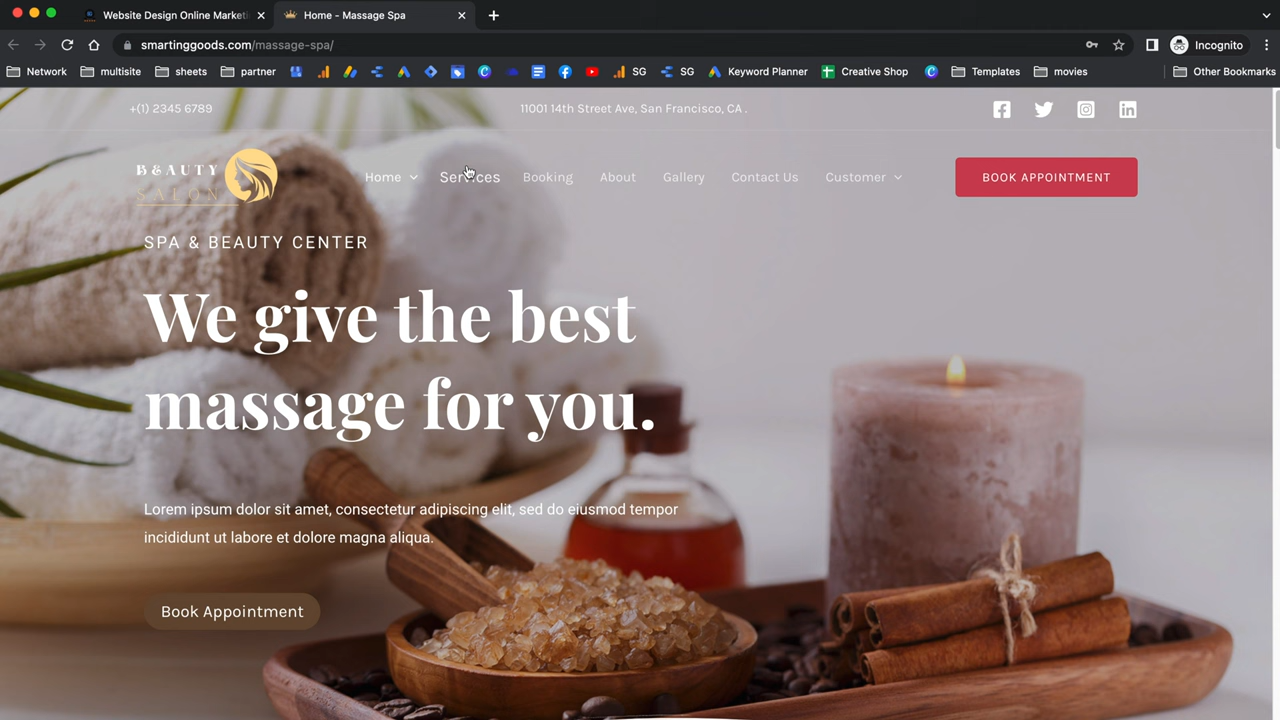 Website Design Online Marketi
Home - Massage Spa
smartinggoods.com/massage-spa/
Incognito
Network
multisite
sheets
partner
SG
SG
Keyword Planner
Creative Shop
Templates
movies
Other Bookmarks
+(1) 2345 6789
11001 14th Street Ave, San Francisco, CA .
BEAUTY
SALON
Home
Services
Booking
About
Gallery
Contact Us
Customer
BOOK APPOINTMENT
SPA & BEAUTY CENTER
We give the best
massage for you.
Lorem ipsum dolor sit amet, consectetur adipiscing elit, sed do eiusmod tempor
incididunt ut labore et dolore magna aliqua.
Book Appointment